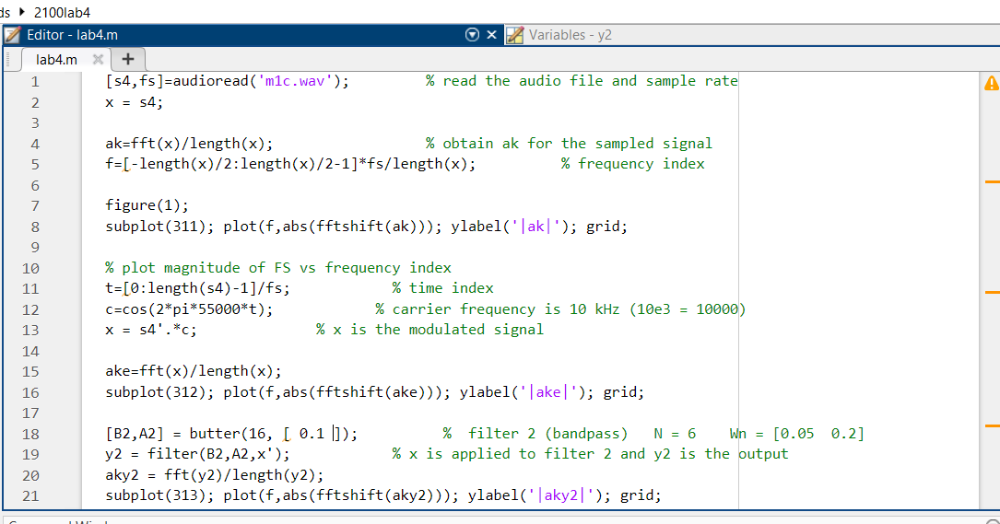 ds ▸ 2100lab4
Editor - lab4.m
Variables - y2
lab4.m
1 [s4,fs]=audioread('m1c.wav'); % read the audio file and sample rate
2 x = s4;
3
4 ak=fft(x)/length(x); % obtain ak for the sampled signal
5 f=[-length(x)/2:length(x)/2-1]*fs/length(x); % frequency index
6
7 figure(1);
8 subplot(311); plot(f,abs(fftshift(ak))); ylabel('|ak|'); grid;
9
10 % plot magnitude of FS vs frequency index
11 t=[0:length(s4)-1]/fs; % time index
12 c=cos(2*pi*55000*t); % carrier frequency is 10 kHz (10e3 = 10000)
13 x = s4'.*c; % x is the modulated signal
14
15 ake=fft(x)/length(x);
16 subplot(312); plot(f,abs(fftshift(ake))); ylabel('|ake|'); grid;
17
18 [B2,A2] = butter(16, [ 0.1 ]); % filter 2 (bandpass) N = 6 Wn = [0.05 0.2]
19 y2 = filter(B2,A2,x'); % x is applied to filter 2 and y2 is the output
20 aky2 = fft(y2)/length(y2);
21 subplot(313); plot(f,abs(fftshift(aky2))); ylabel('|aky2|'); grid;